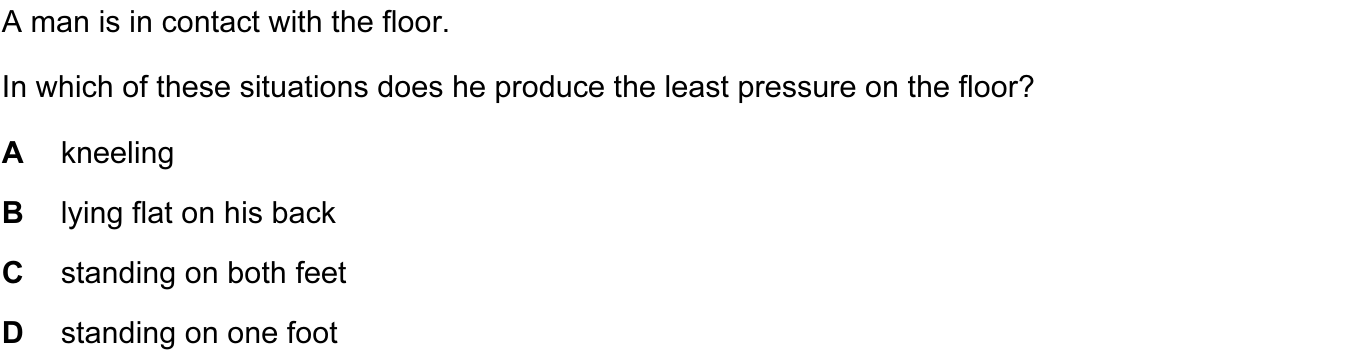 A man is in contact with the floor.
In which of these situations does he produce the least pressure on the floor?
A kneeling
B lying flat on his back
C standing on both feet
D standing on one foot